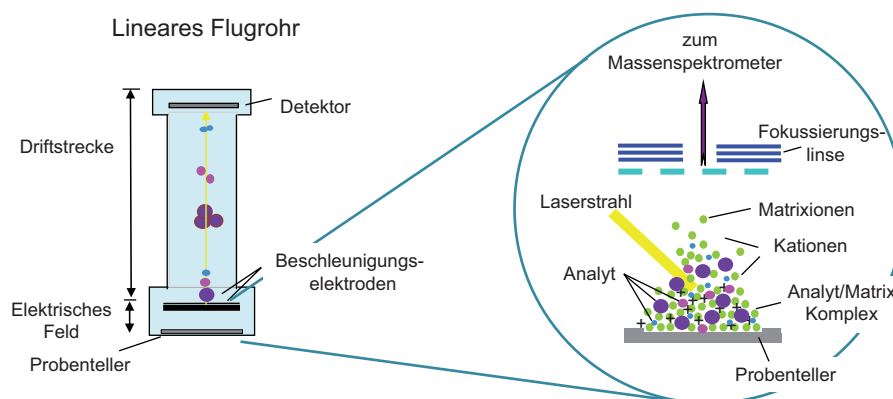 Lineares Flugrohr
Detektor
Driftstrecke
Beschleunigungs-
elektroden
Elektrisches
Feld
Probenteller
zum
Massenspektrometer
Fokussierungs-
linse
Laserstrahl
Matrixionen
Kationen
Analyt
Analyt/Matrix
Komplex
Probenteller